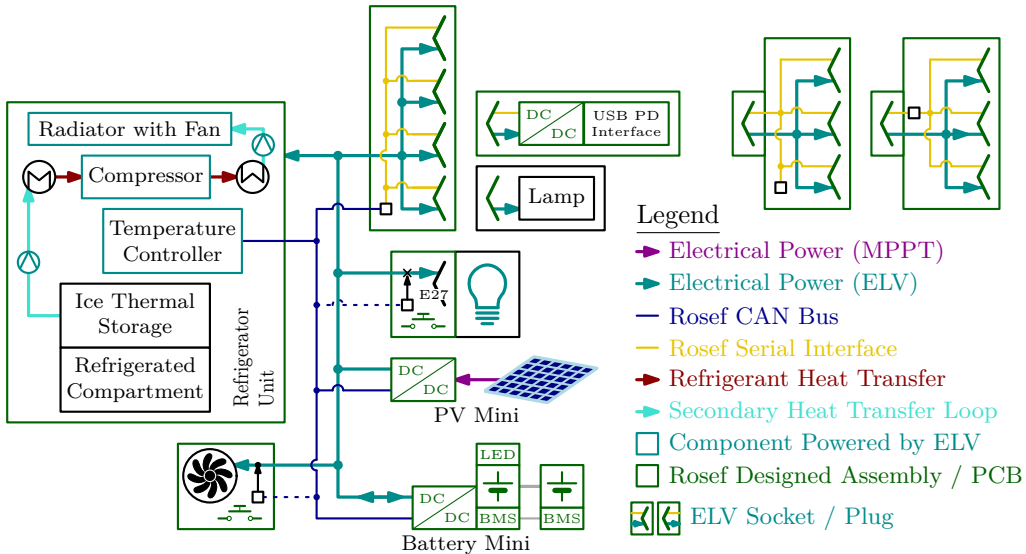 Radiator with Fan
Compressor
Temperature
Controller
Ice Thermal
Storage
Refrigerated
Compartment
Refrigerator
Unit
DC
DC
USB PD
Interface
Lamp
E27
DC
DC
PV Mini
LED
DC
DC
BMS
BMS
Battery Mini
Legend
Electrical Power (MPPT)
Electrical Power (ELV)
Rosef CAN Bus
Rosef Serial Interface
Refrigerant Heat Transfer
Secondary Heat Transfer Loop
Component Powered by ELV
Rosef Designed Assembly / PCB
ELV Socket / Plug